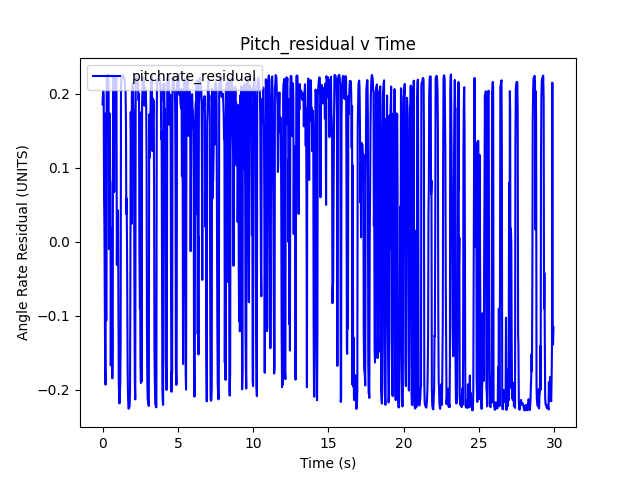 Pitch_residual v Time
pitchrate_residual
Angle Rate Residual (UNITS)
0.2
0.1
0.0
−0.1
−0.2
0 5 10 15 20 25 30
Time (s)